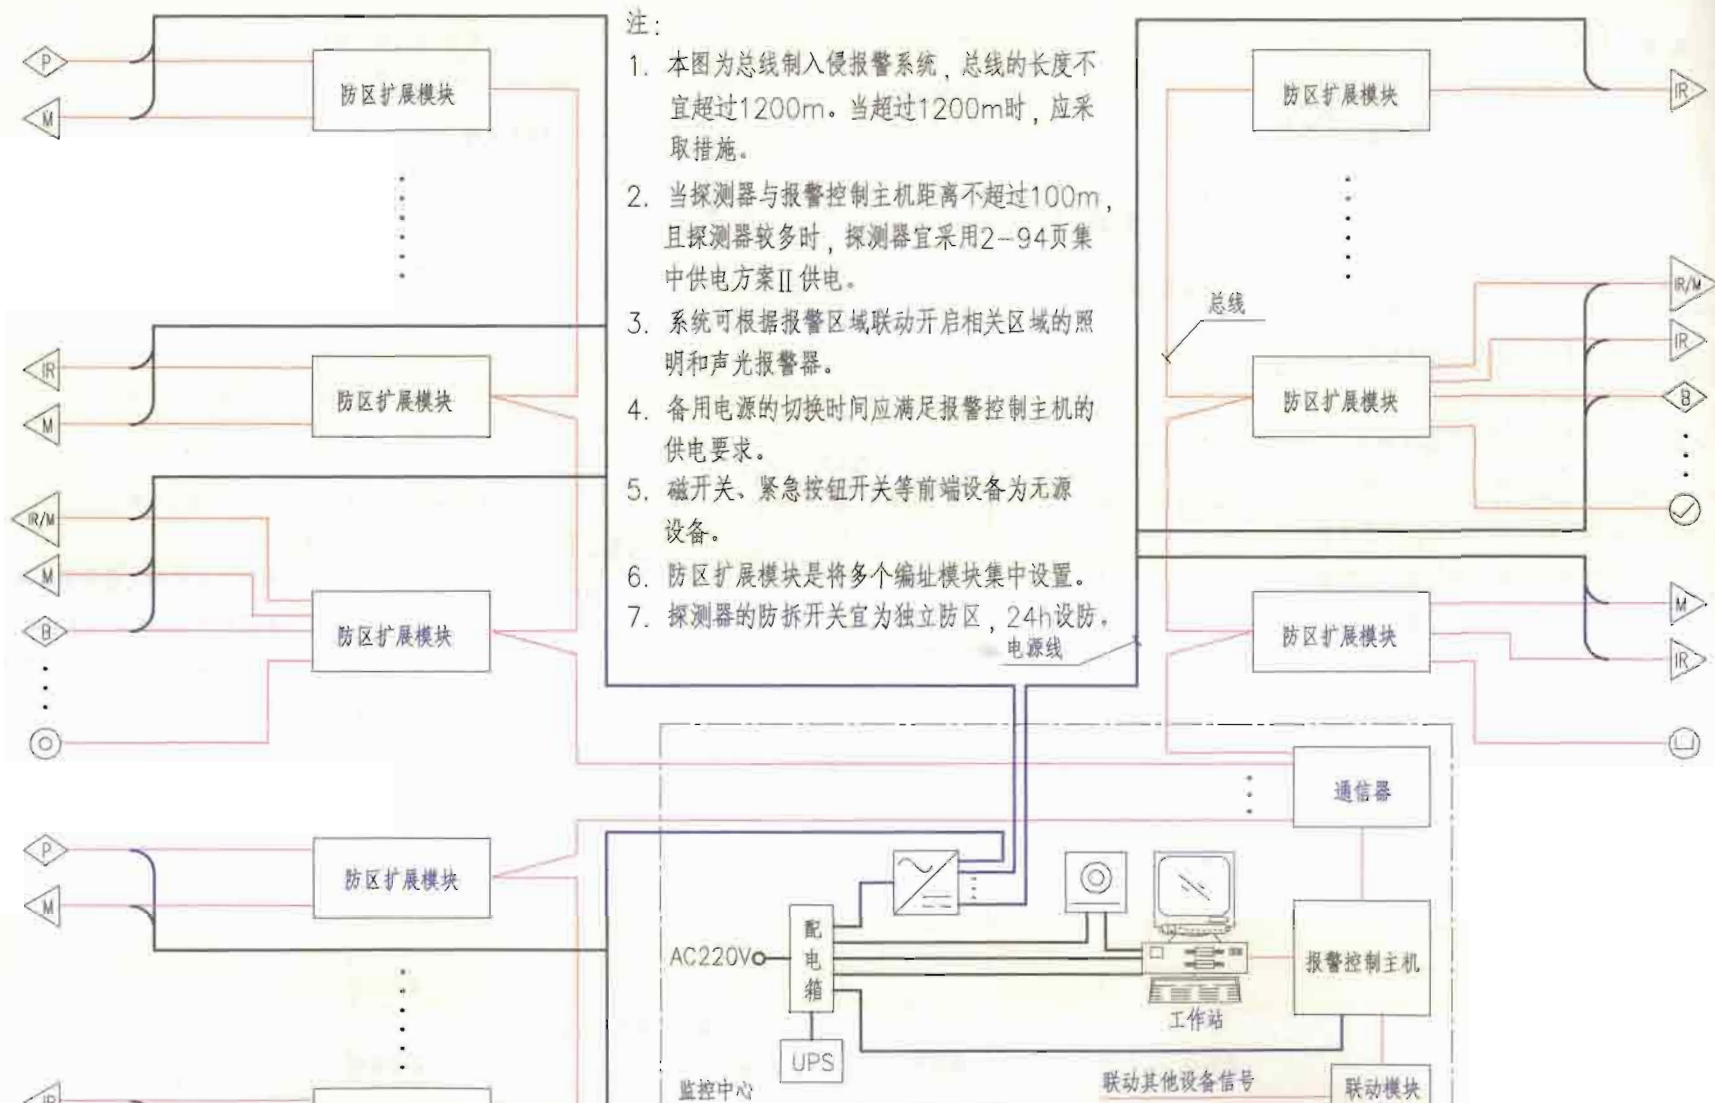 注:
1. 本图为总线制入侵报警系统,总线的长度不
宜超过1200m。当超过1200m时,应采
取措施。
2. 当探测器与报警控制主机距离不超过100m,
且探测器较多时,探测器宜采用2-94页集
中供电方案Ⅱ供电。
3. 系统可根据报警区域联动开启相关区域的照
明和声光报警器。
4. 备用电源的切换时间应满足报警控制主机的
供电要求。
5. 磁开关、紧急按钮开关等前端设备为无源
设备。
6. 防区扩展模块是将多个编址模块集中设置。
7. 探测器的防拆开关宜为独立防区,24h设防。
电源线
P
M
防区扩展模块
IR
M
防区扩展模块
IR/M
M
B
防区扩展模块
P
M
防区扩展模块
IR
防区扩展模块
IR
总线
IR/M
IR
B
防区扩展模块
M
IR
防区扩展模块
通信器
配电箱
AC220V
UPS
工作站
报警控制主机
监控中心
联动其他设备信号
联动模块